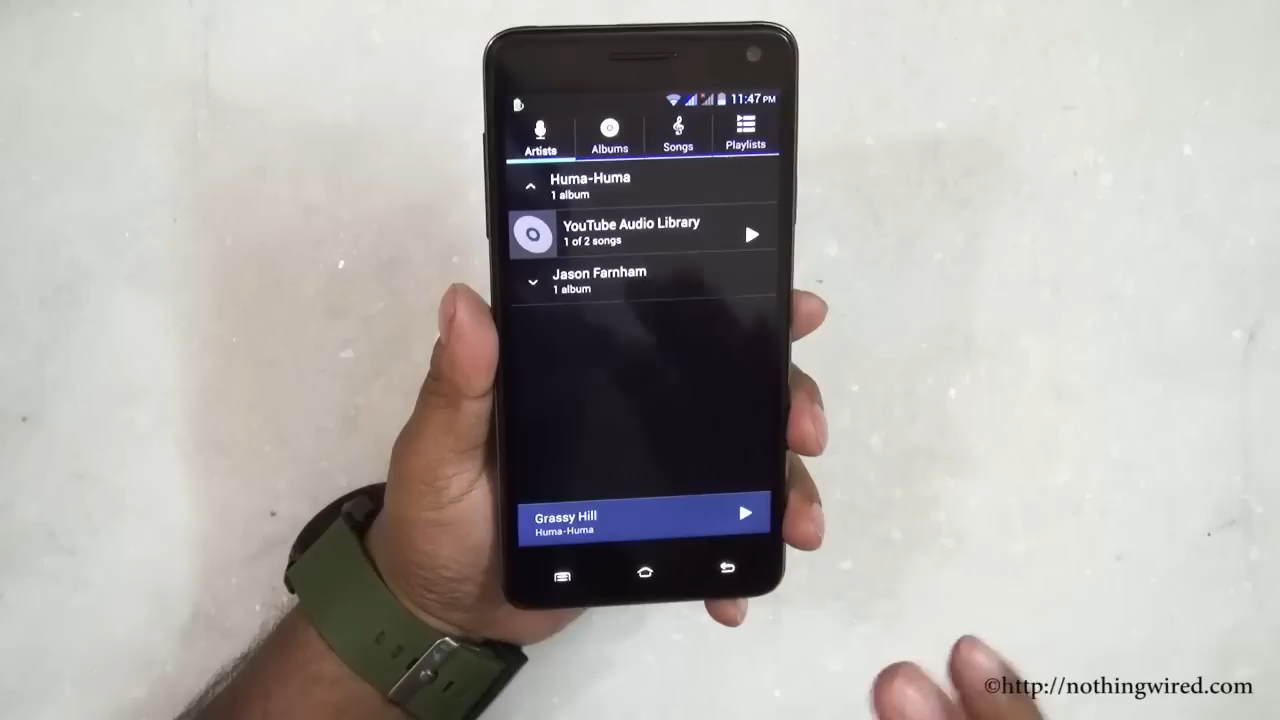 11:47 PM
Artists
Albums
Songs
Playlists
Huma-Huma
1 album
YouTube Audio Library
1 of 2 songs
Jason Farnham
1 album
Grassy Hill
Huma-Huma
©http://nothingwired.com